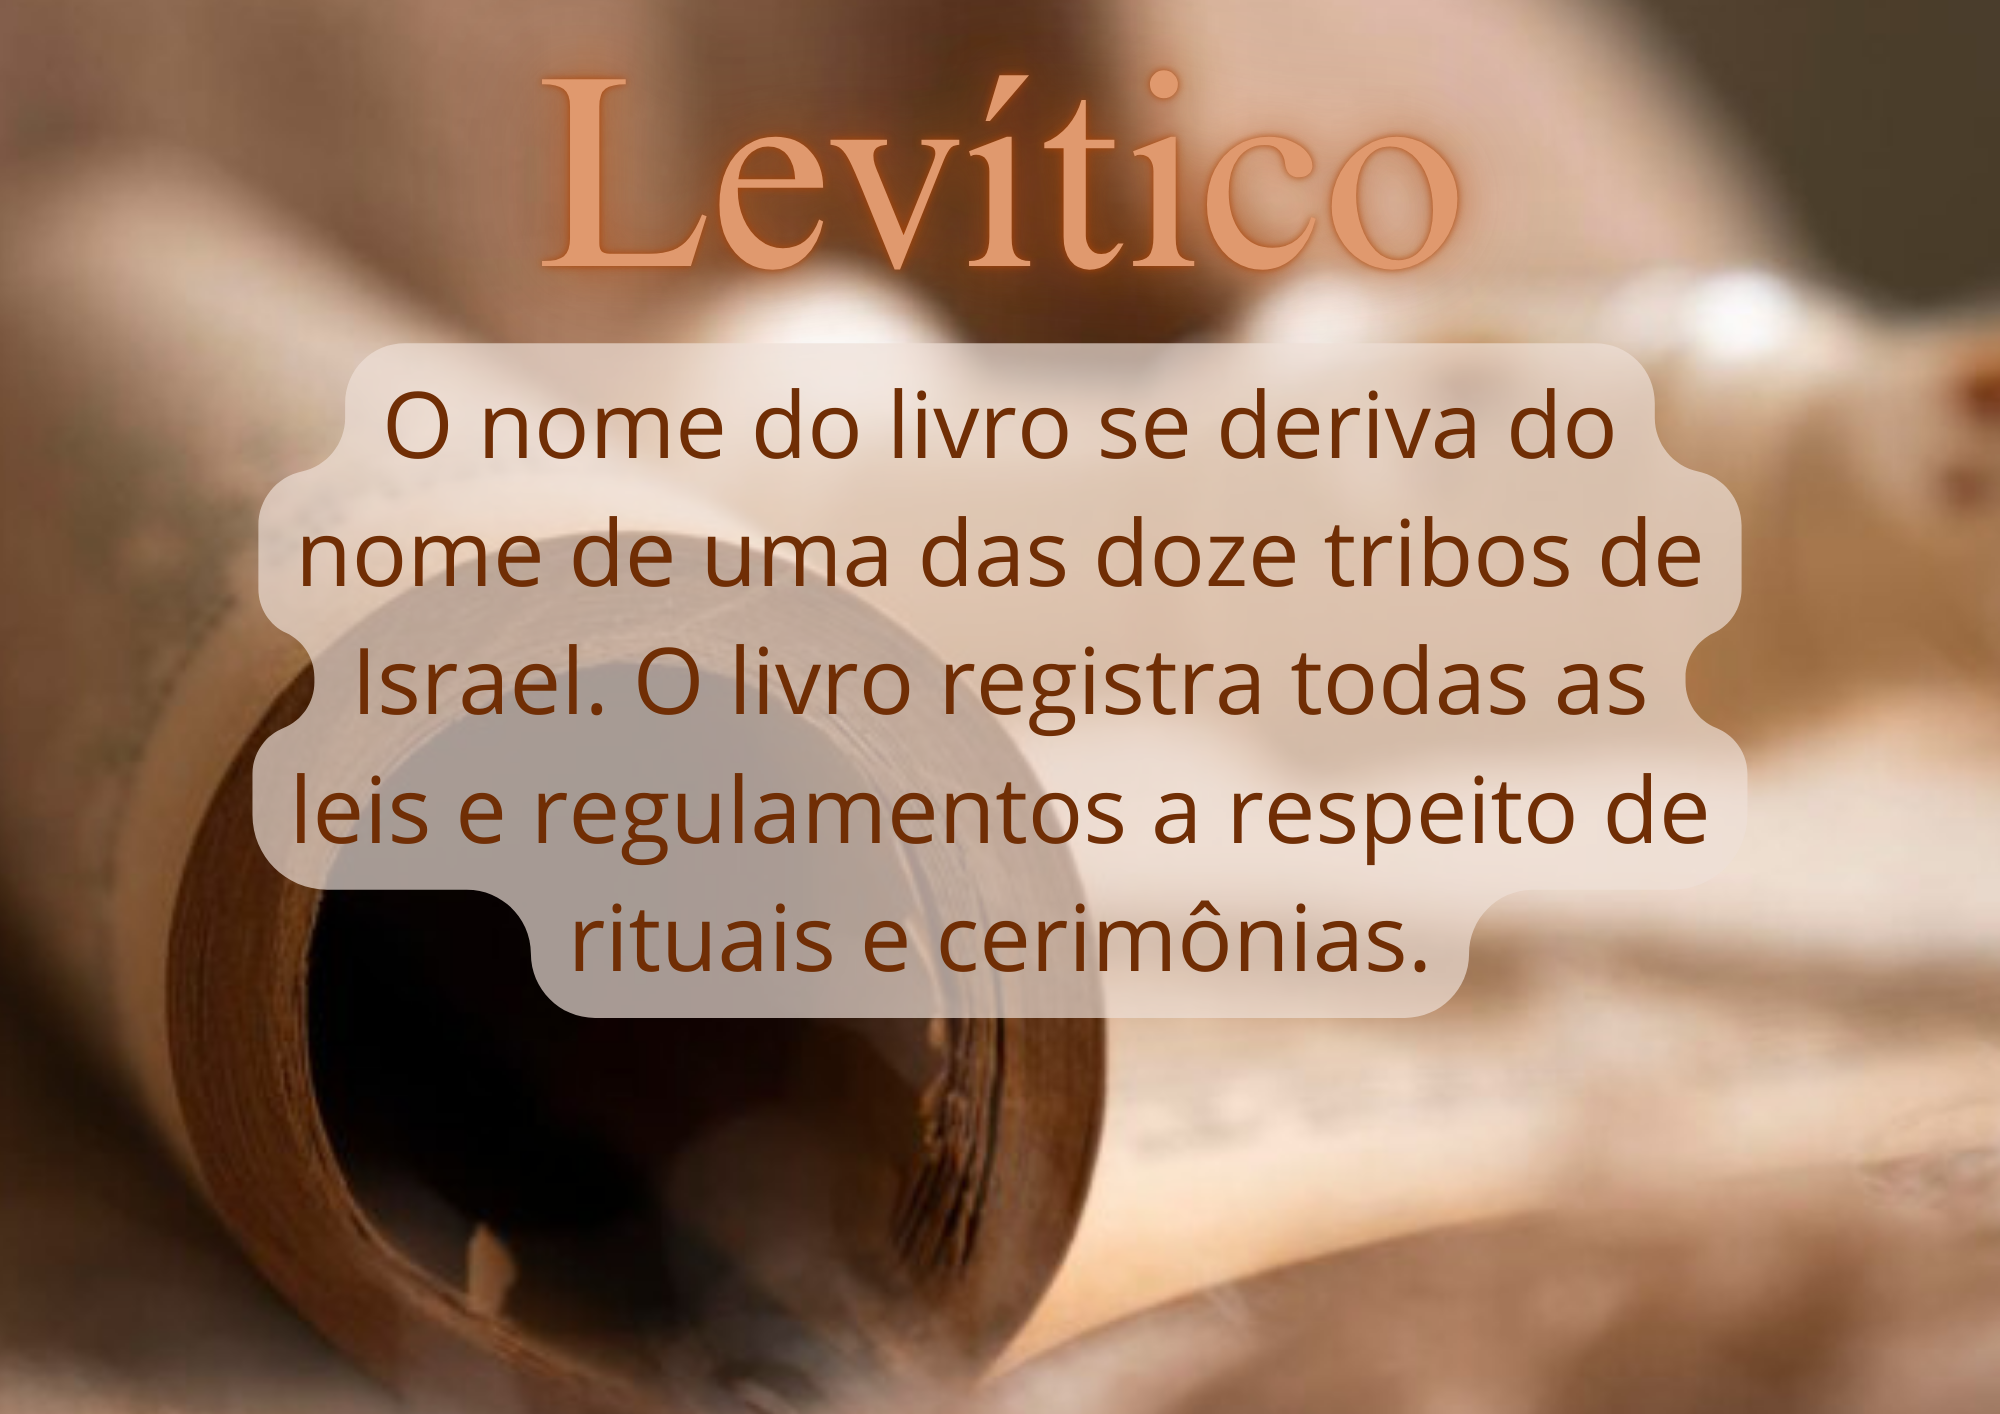 Levítico
O nome do livro se deriva do
nome de uma das doze tribos de
Israel. O livro registra todas as
leis e regulamentos a respeito de
rituais e cerimônias.